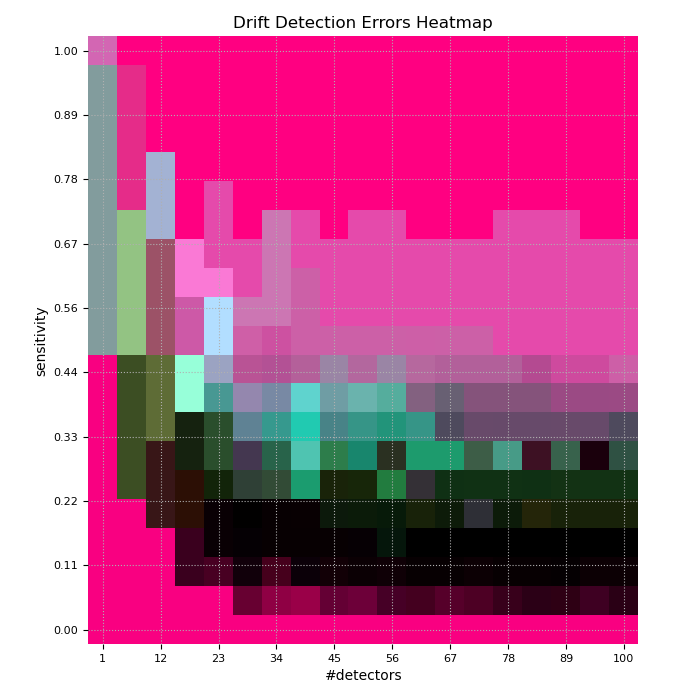 Drift Detection Errors Heatmap
1.00
0.89
0.78
0.67
0.56
0.44
0.33
0.22
0.11
0.00
sensitivity
1 12 23 34 45 56 67 78 89 100
#detectors